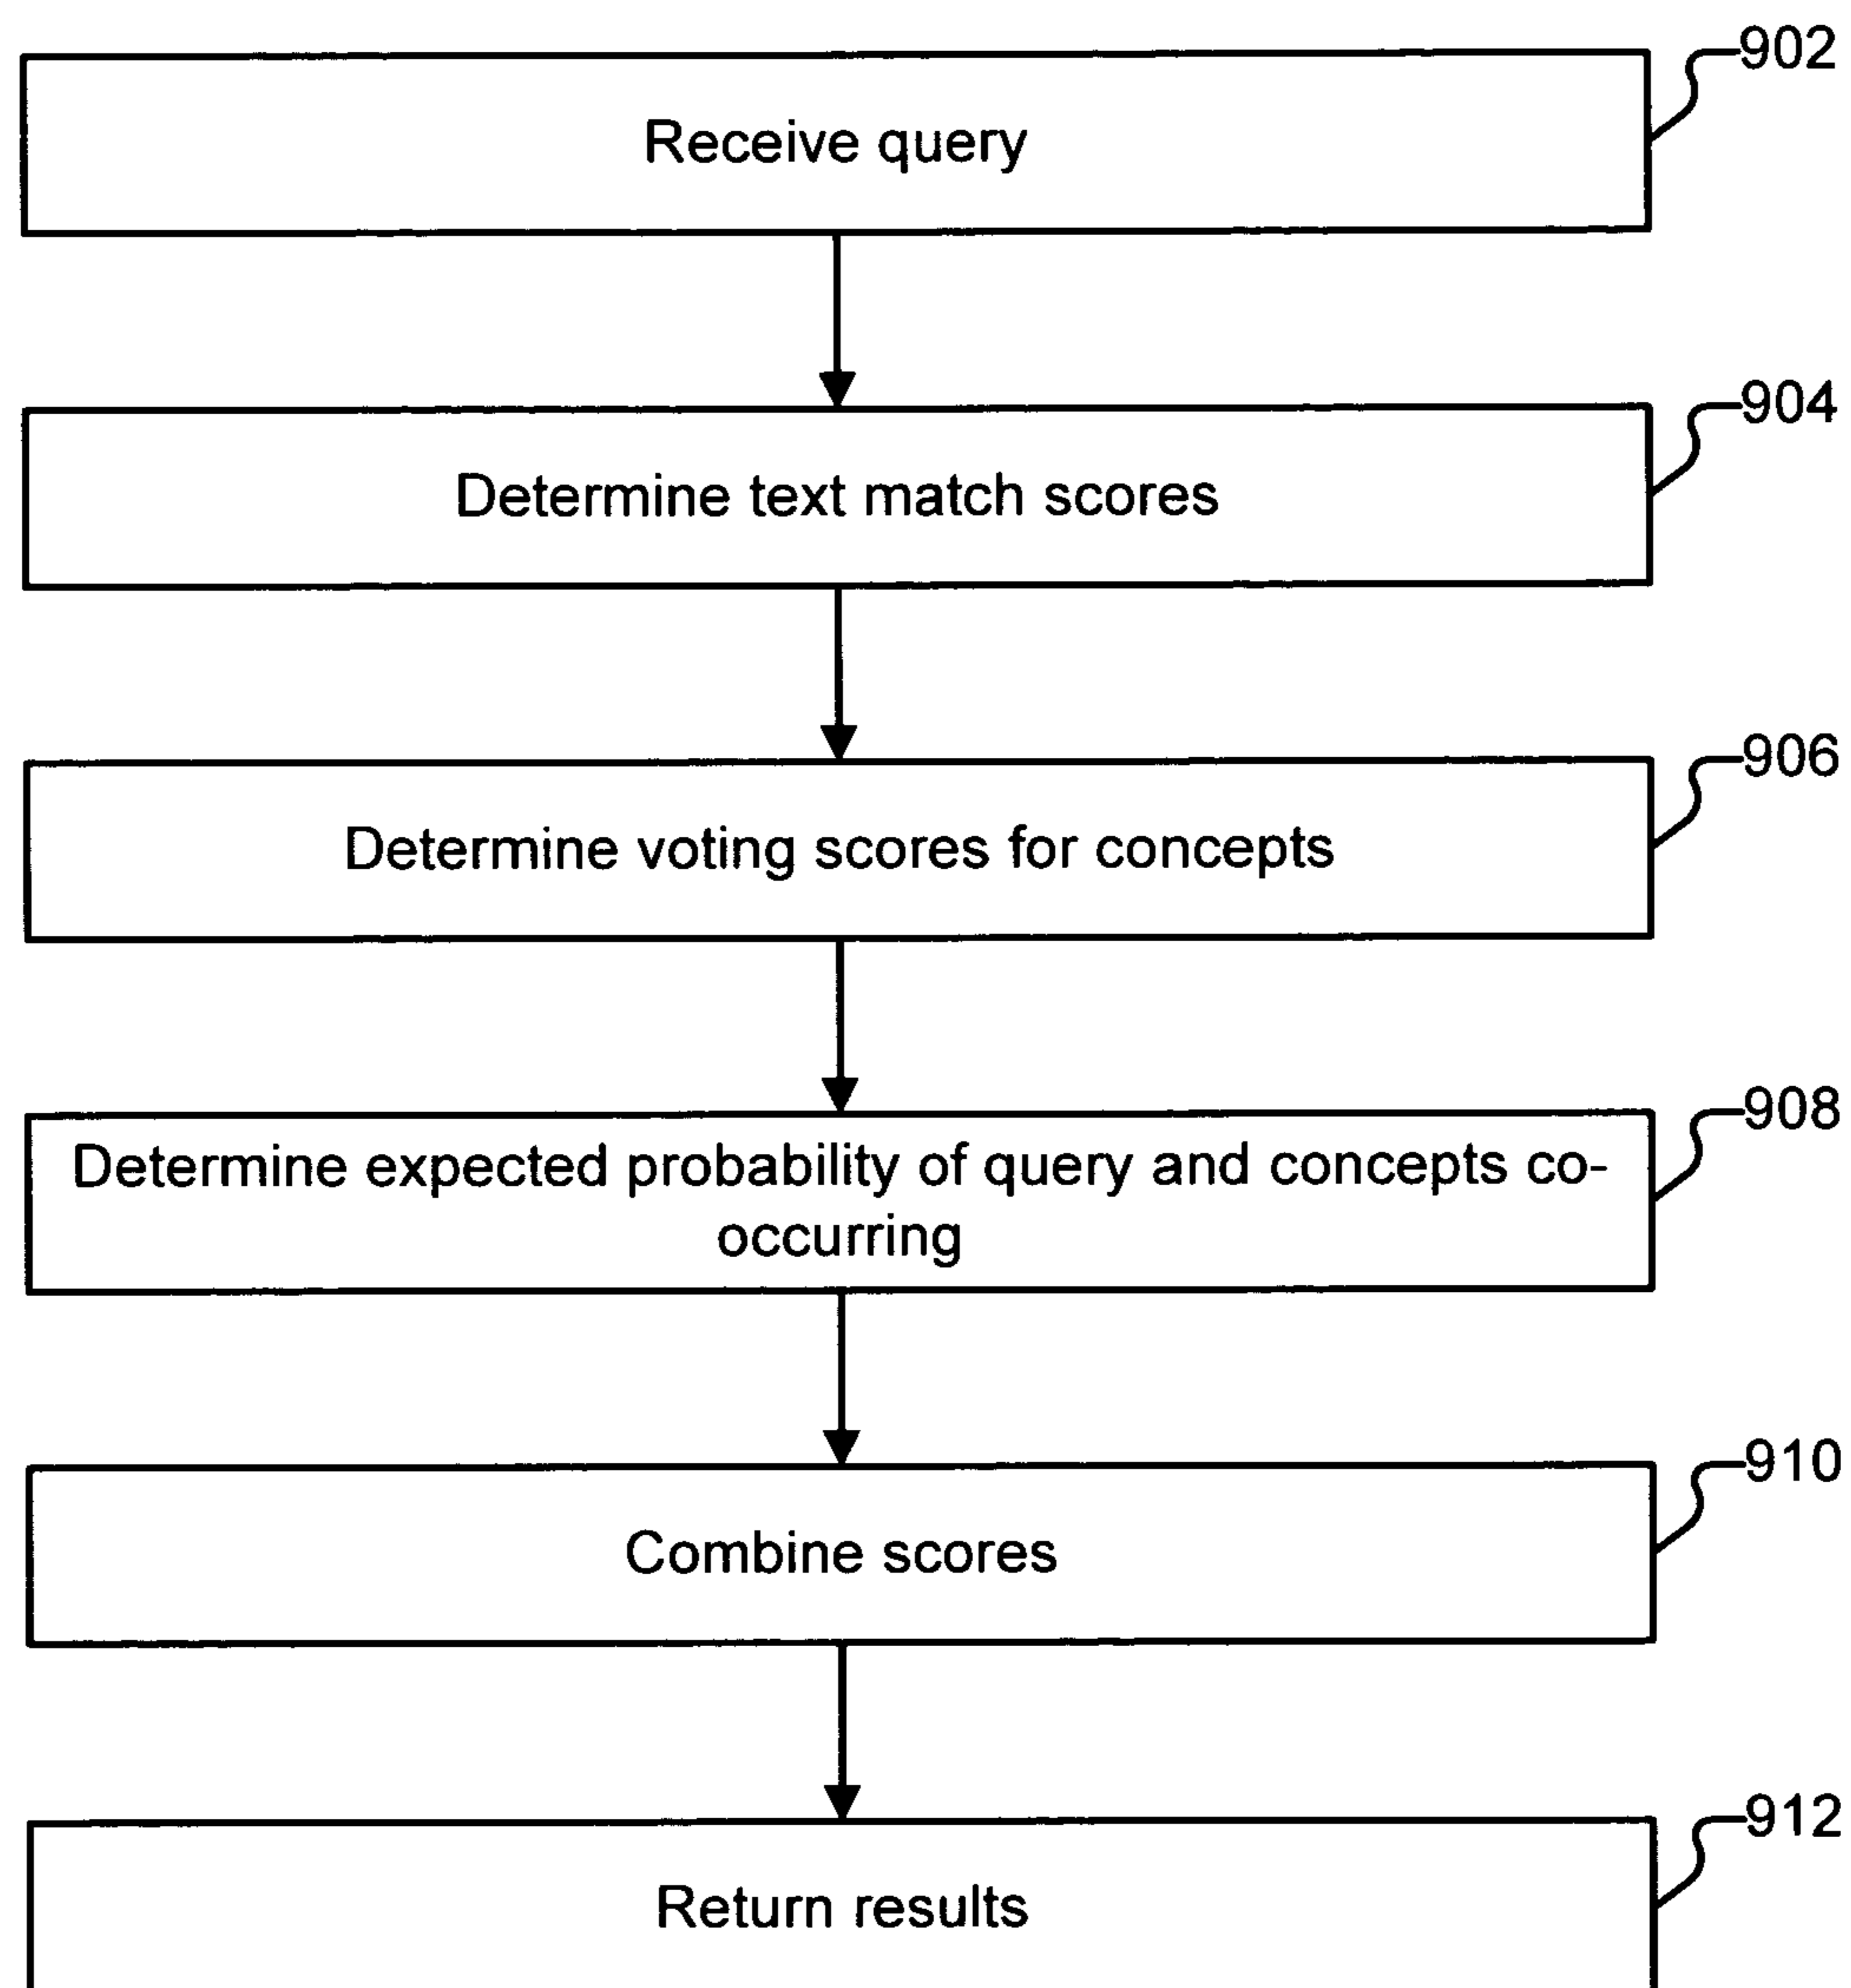 902
Receive query
904
Determine text match scores
906
Determine voting scores for concepts
908
Determine expected probability of query and concepts co-
occurring
910
Combine scores
912
Return results